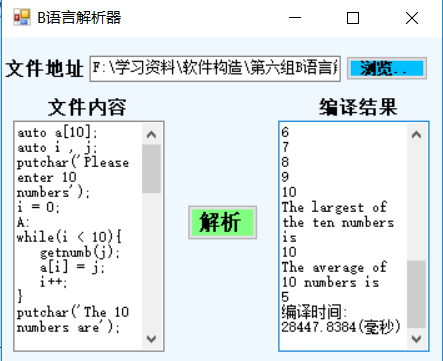 B语言解析器
文件地址 F:\学习资料\软件构造\第六组B语言解 浏览..
文件内容 编译结果
auto a[10];
auto i , j;
putchar('Please
enter 10
numbers');
i = 0;
A:
while(i < 10){
getnumb(j);
a[i] = j;
i++;
}
putchar('The 10
numbers are');
解析
6
7
8
9
10
The largest of
the ten numbers
is
10
The average of
10 numbers is
5
编译时间:
28447.8384(毫秒)